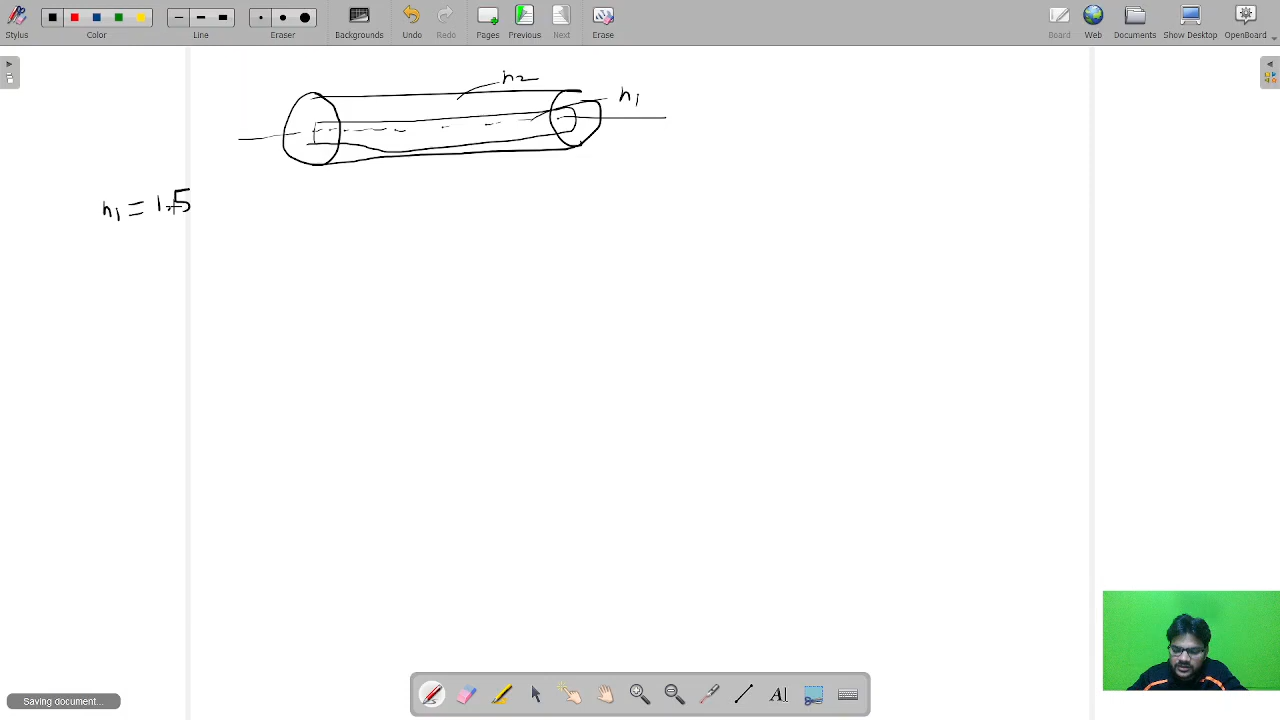 Board Web Documents Show Desktop OpenBoard
Stylus Color Line Eraser Backgrounds Undo Redo Pages Previous Next Erase
n2
n1
n1 = 1.5
AI
Saving document...